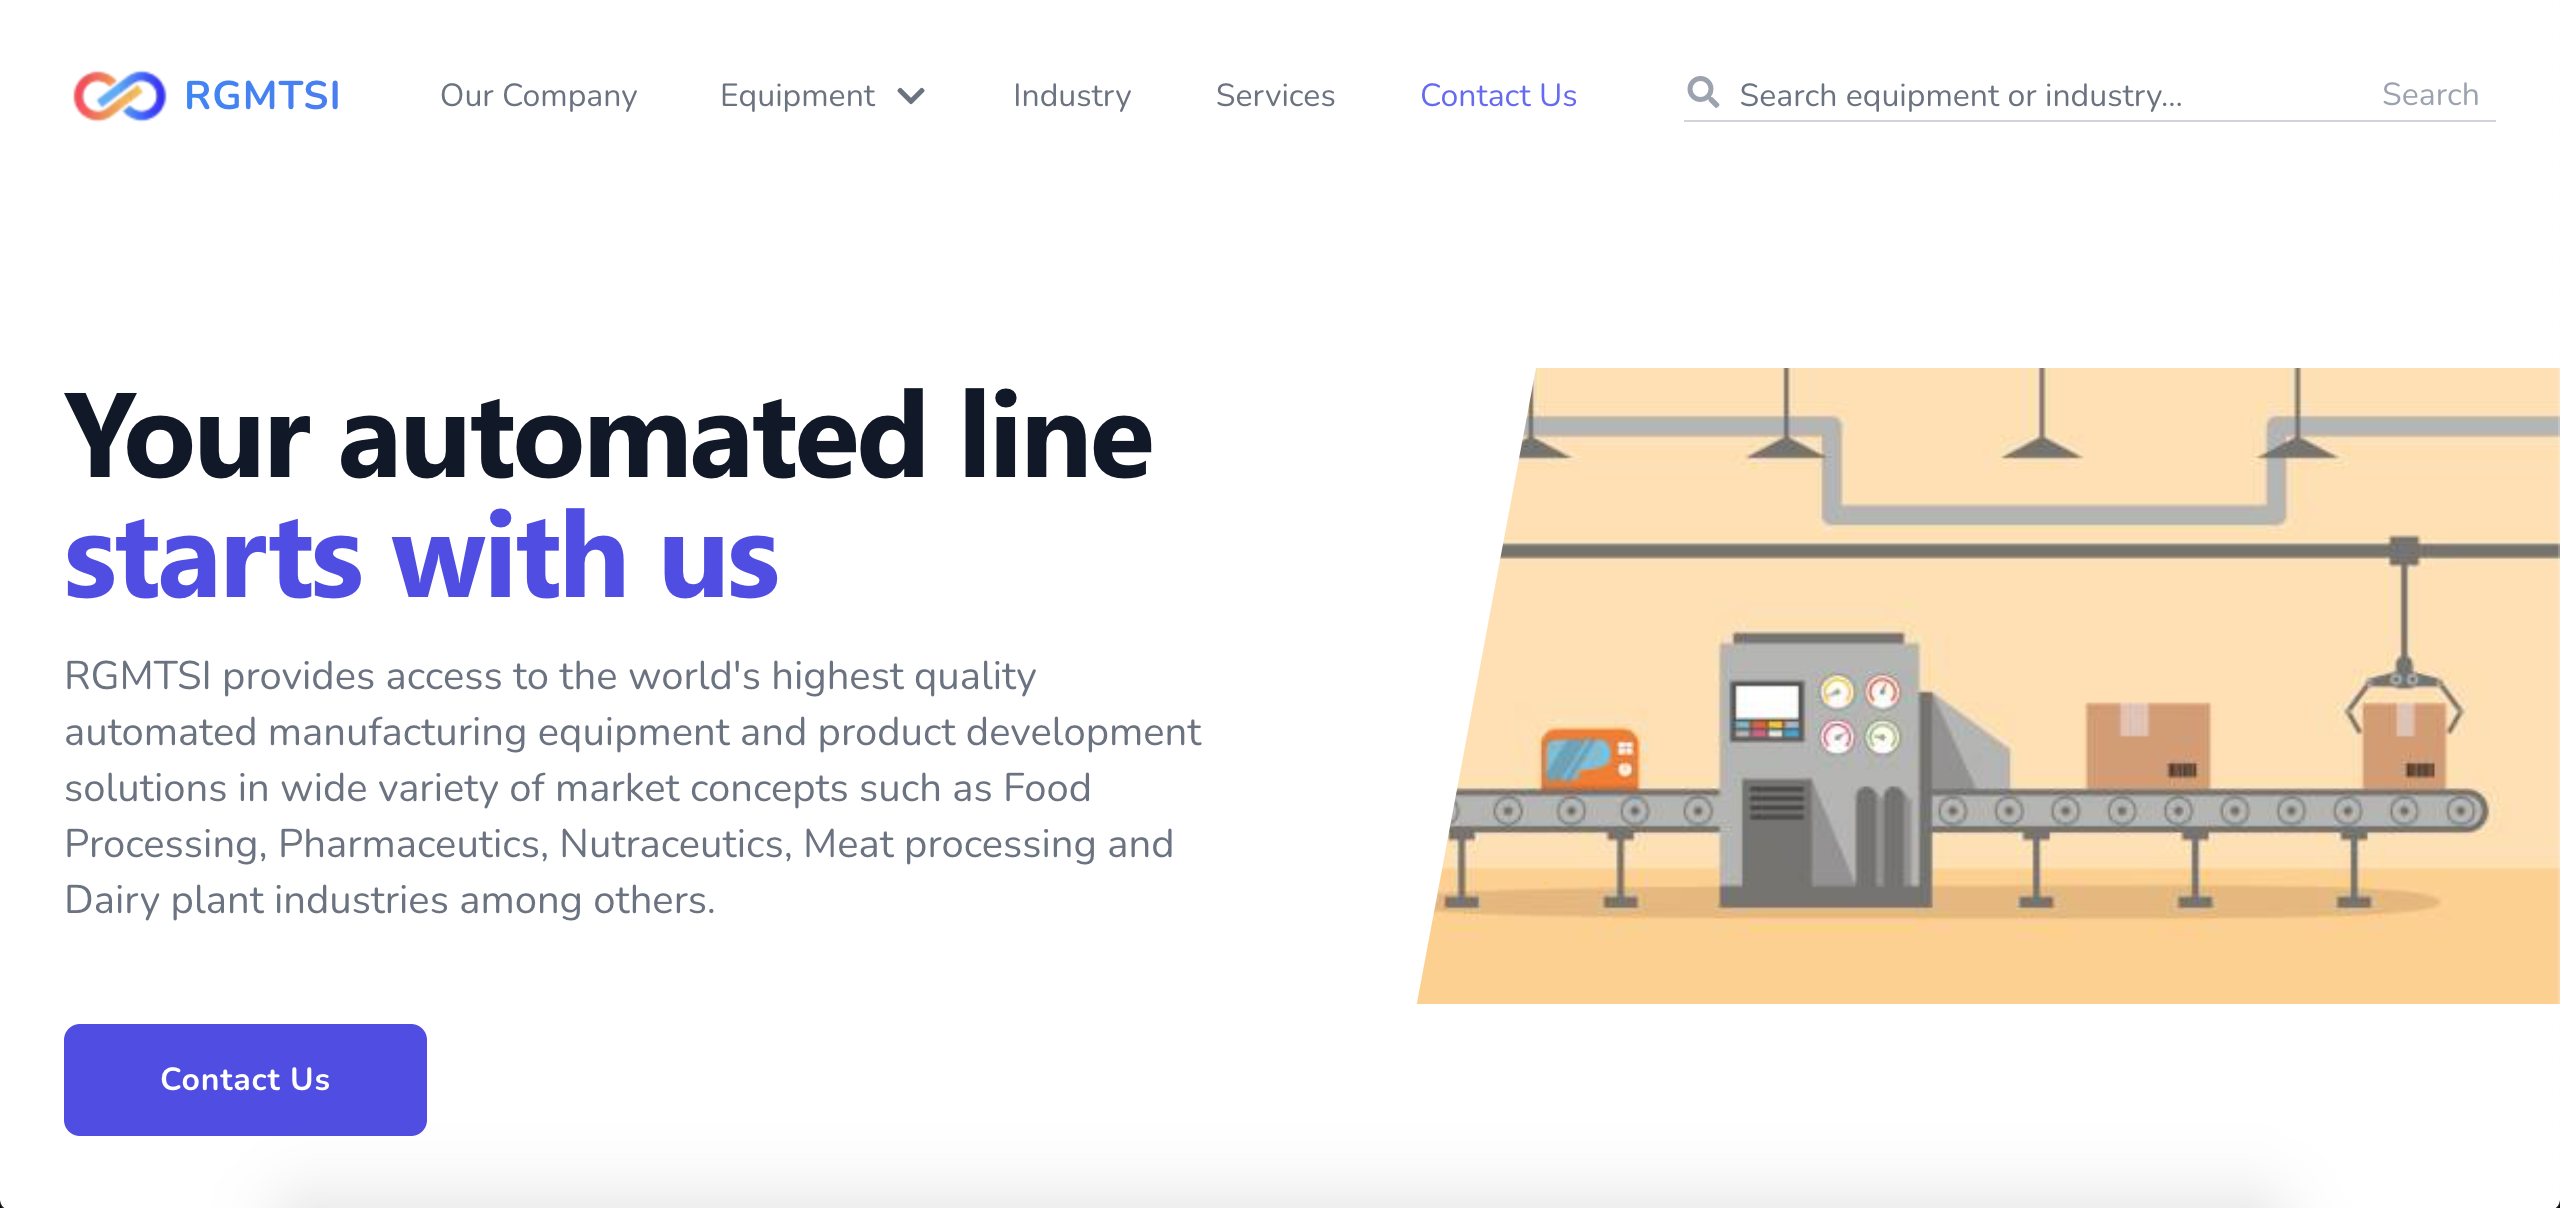 RGMTSI
Our Company
Equipment
Industry
Services
Contact Us
Search equipment or industry...
Search
Your automated line
starts with us
RGMTSI provides access to the world's highest quality
automated manufacturing equipment and product development
solutions in wide variety of market concepts such as Food
Processing, Pharmaceutics, Nutraceutics, Meat processing and
Dairy plant industries among others.
Contact Us